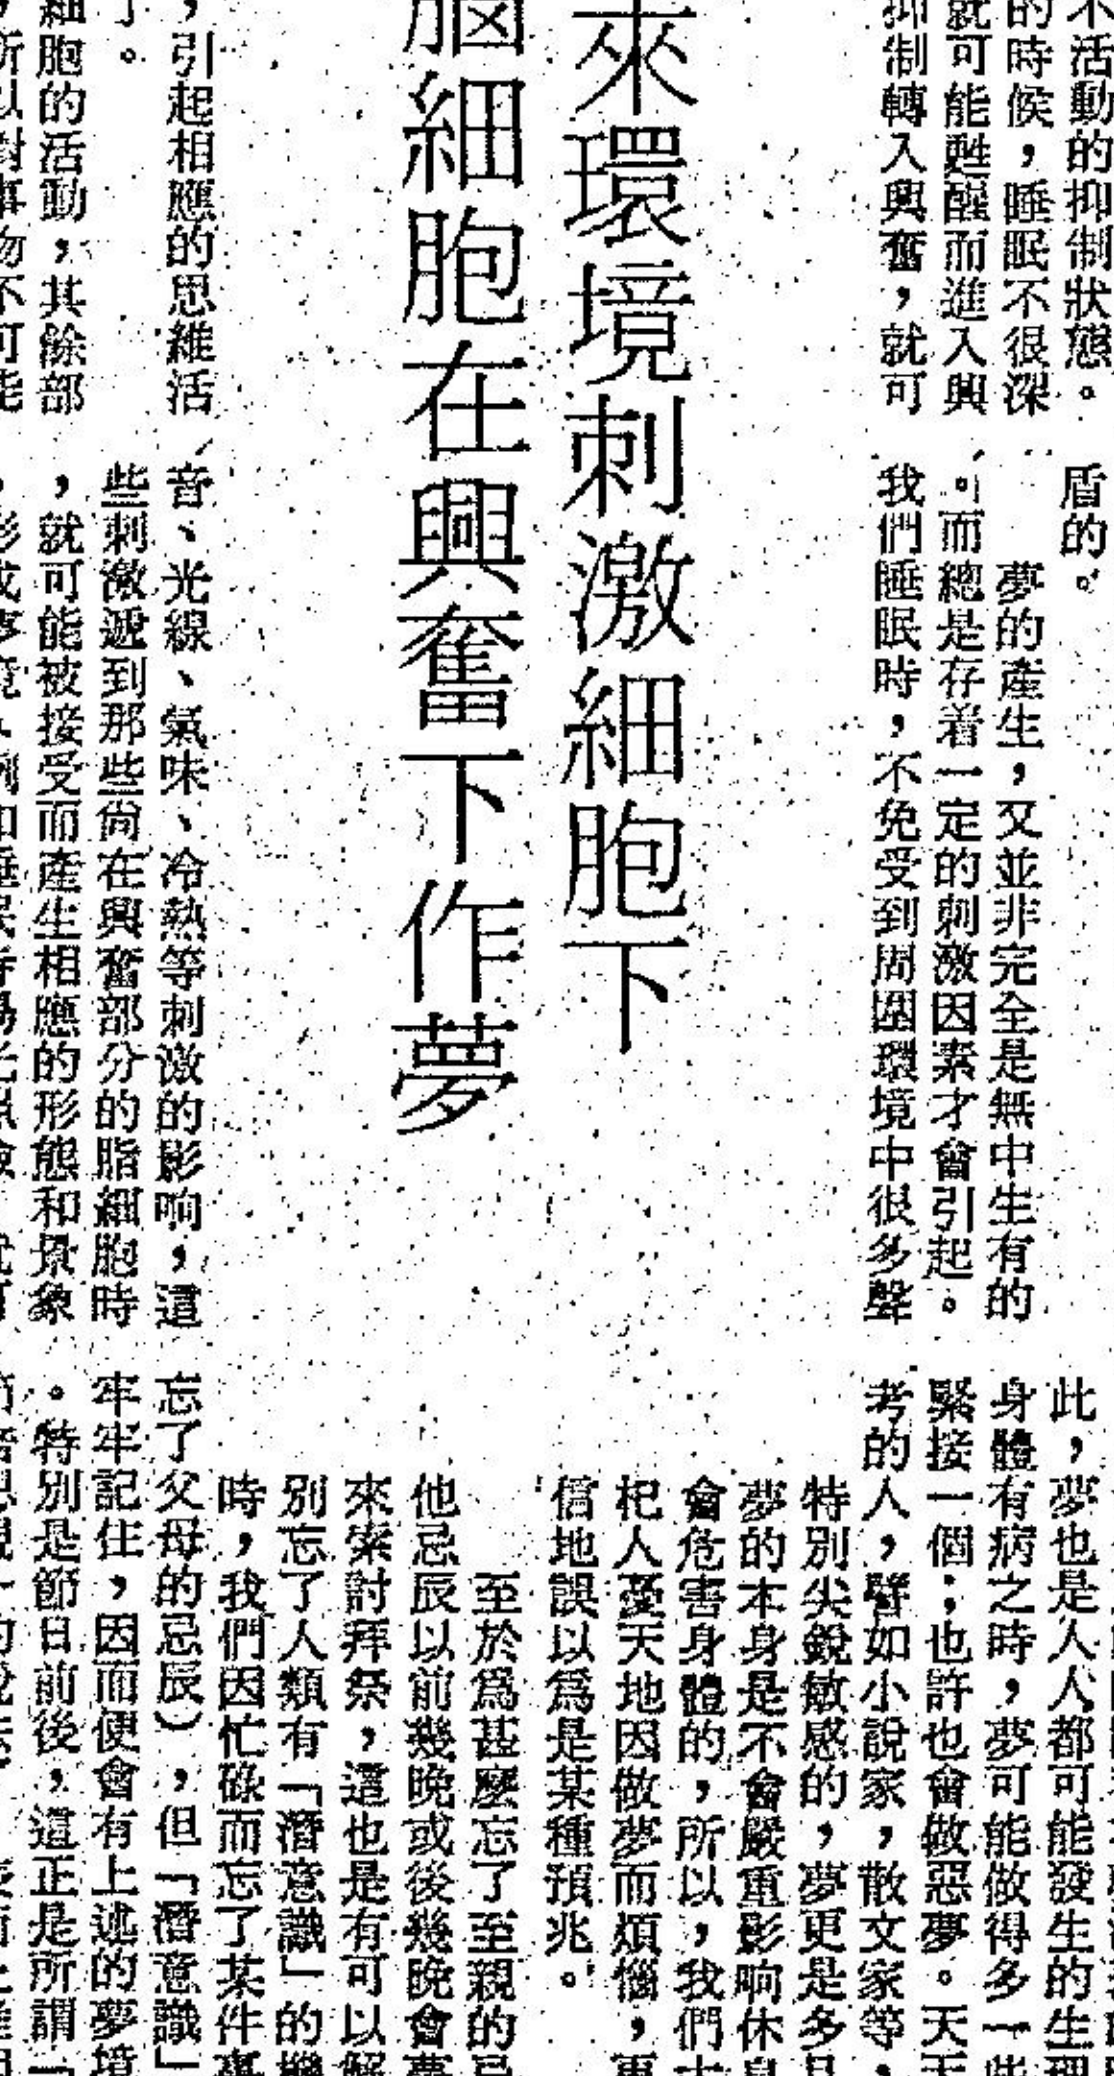 來環境刺激細胞下
腦細胞在興奮下作夢
不活動的抑制狀態。
的時候，睡眠不很深
就可能甦醒而進入興
抑制轉入興奮，就可
，引起相應的思維活
。
細胞的活動，其餘部
，所以對事物不可能
盾的。
夢的產生，又並非完全是無中生有的
。而總是存着一定的刺激因素才會引起。
我們睡眠時，不免受到周圍環境中很多聲
音、光線、氣味、冷熱等刺激的影响，這
些刺激遞到那些尙在興奮部分的脂細胞時
，就可能被接受而產生相應的形態和景象
此，夢也是人人都可能發生的生理
身體有病之時，夢可能做得多一些
緊接一個；也許也會做惡夢。天天
考的人，譬如小說家，散文家等，
特別尖銳敏感的，夢更是多
夢的本身是不會嚴重影响休息
會危害身體的，所以，我們
杞人憂天地因做夢而煩惱，更
信地誤以爲是某種預兆。
至於爲甚麼忘了至親的忌
他忌辰以前幾晚或後幾晚會夢
來索討拜祭，這也是有可以解
別忘了人類有「潛意識」的
時，我們因忙碌而忘了某件事
忘了父母的忌辰），但「潛意識」
牢牢記住，因而便會有上述的夢境
。特別是節日前後，這正是所謂「